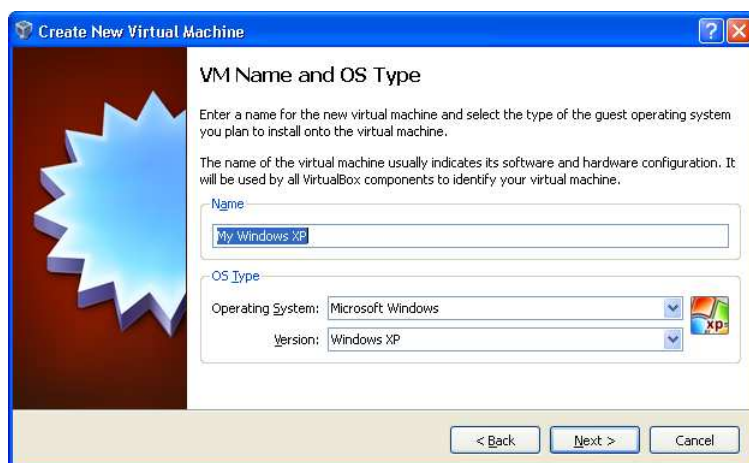 Create New Virtual Machine
VM Name and OS Type
Enter a name for the new virtual machine and select the type of the guest operating system
you plan to install onto the virtual machine.
The name of the virtual machine usually indicates its software and hardware configuration. It
will be used by all VirtualBox components to identify your virtual machine.
Name
My Windows XP
OS Type
Operating System: Microsoft Windows
xp
Version: Windows XP
< Back Next > Cancel